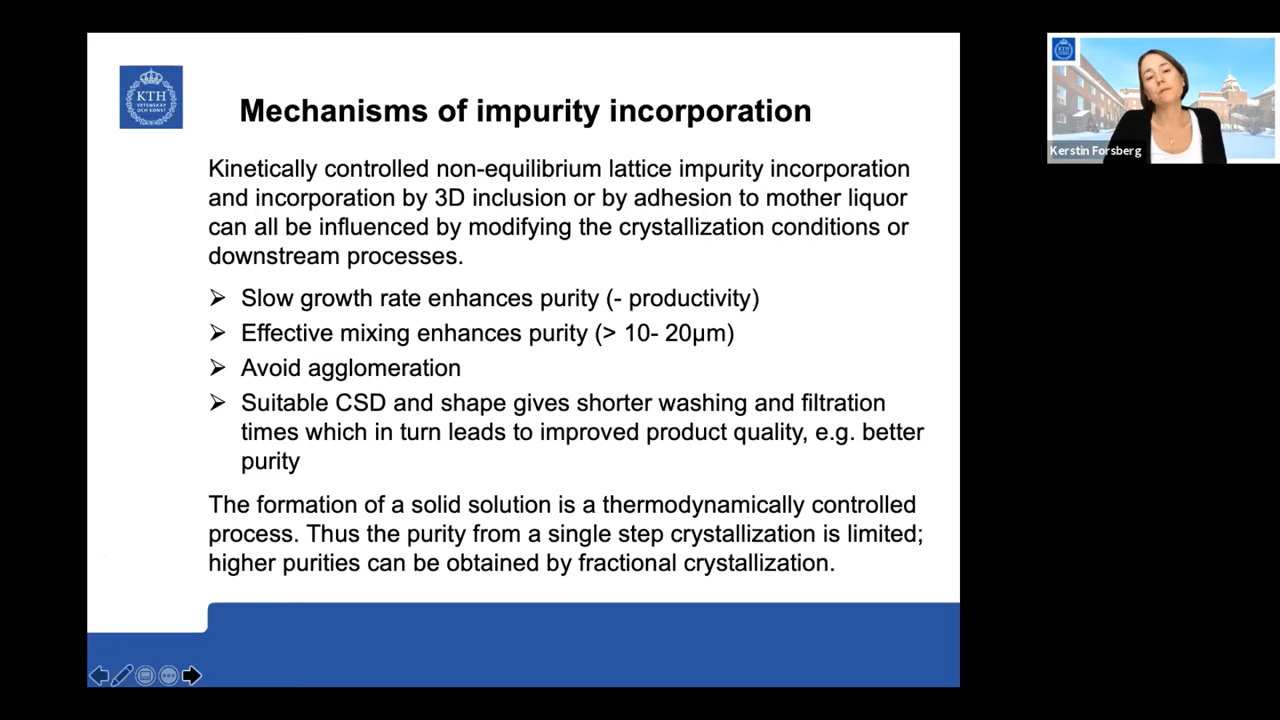 KTH
VETENSKAP
OCH KONST
Mechanisms of impurity incorporation
Kinetically controlled non-equilibrium lattice impurity incorporation
and incorporation by 3D inclusion or by adhesion to mother liquor
can all be influenced by modifying the crystallization conditions or
downstream processes.
➢ Slow growth rate enhances purity (- productivity)
➢ Effective mixing enhances purity (> 10- 20µm)
➢ Avoid agglomeration
➢ Suitable CSD and shape gives shorter washing and filtration
times which in turn leads to improved product quality, e.g. better
purity
The formation of a solid solution is a thermodynamically controlled
process. Thus the purity from a single step crystallization is limited;
higher purities can be obtained by fractional crystallization.
Kerstin Forsberg